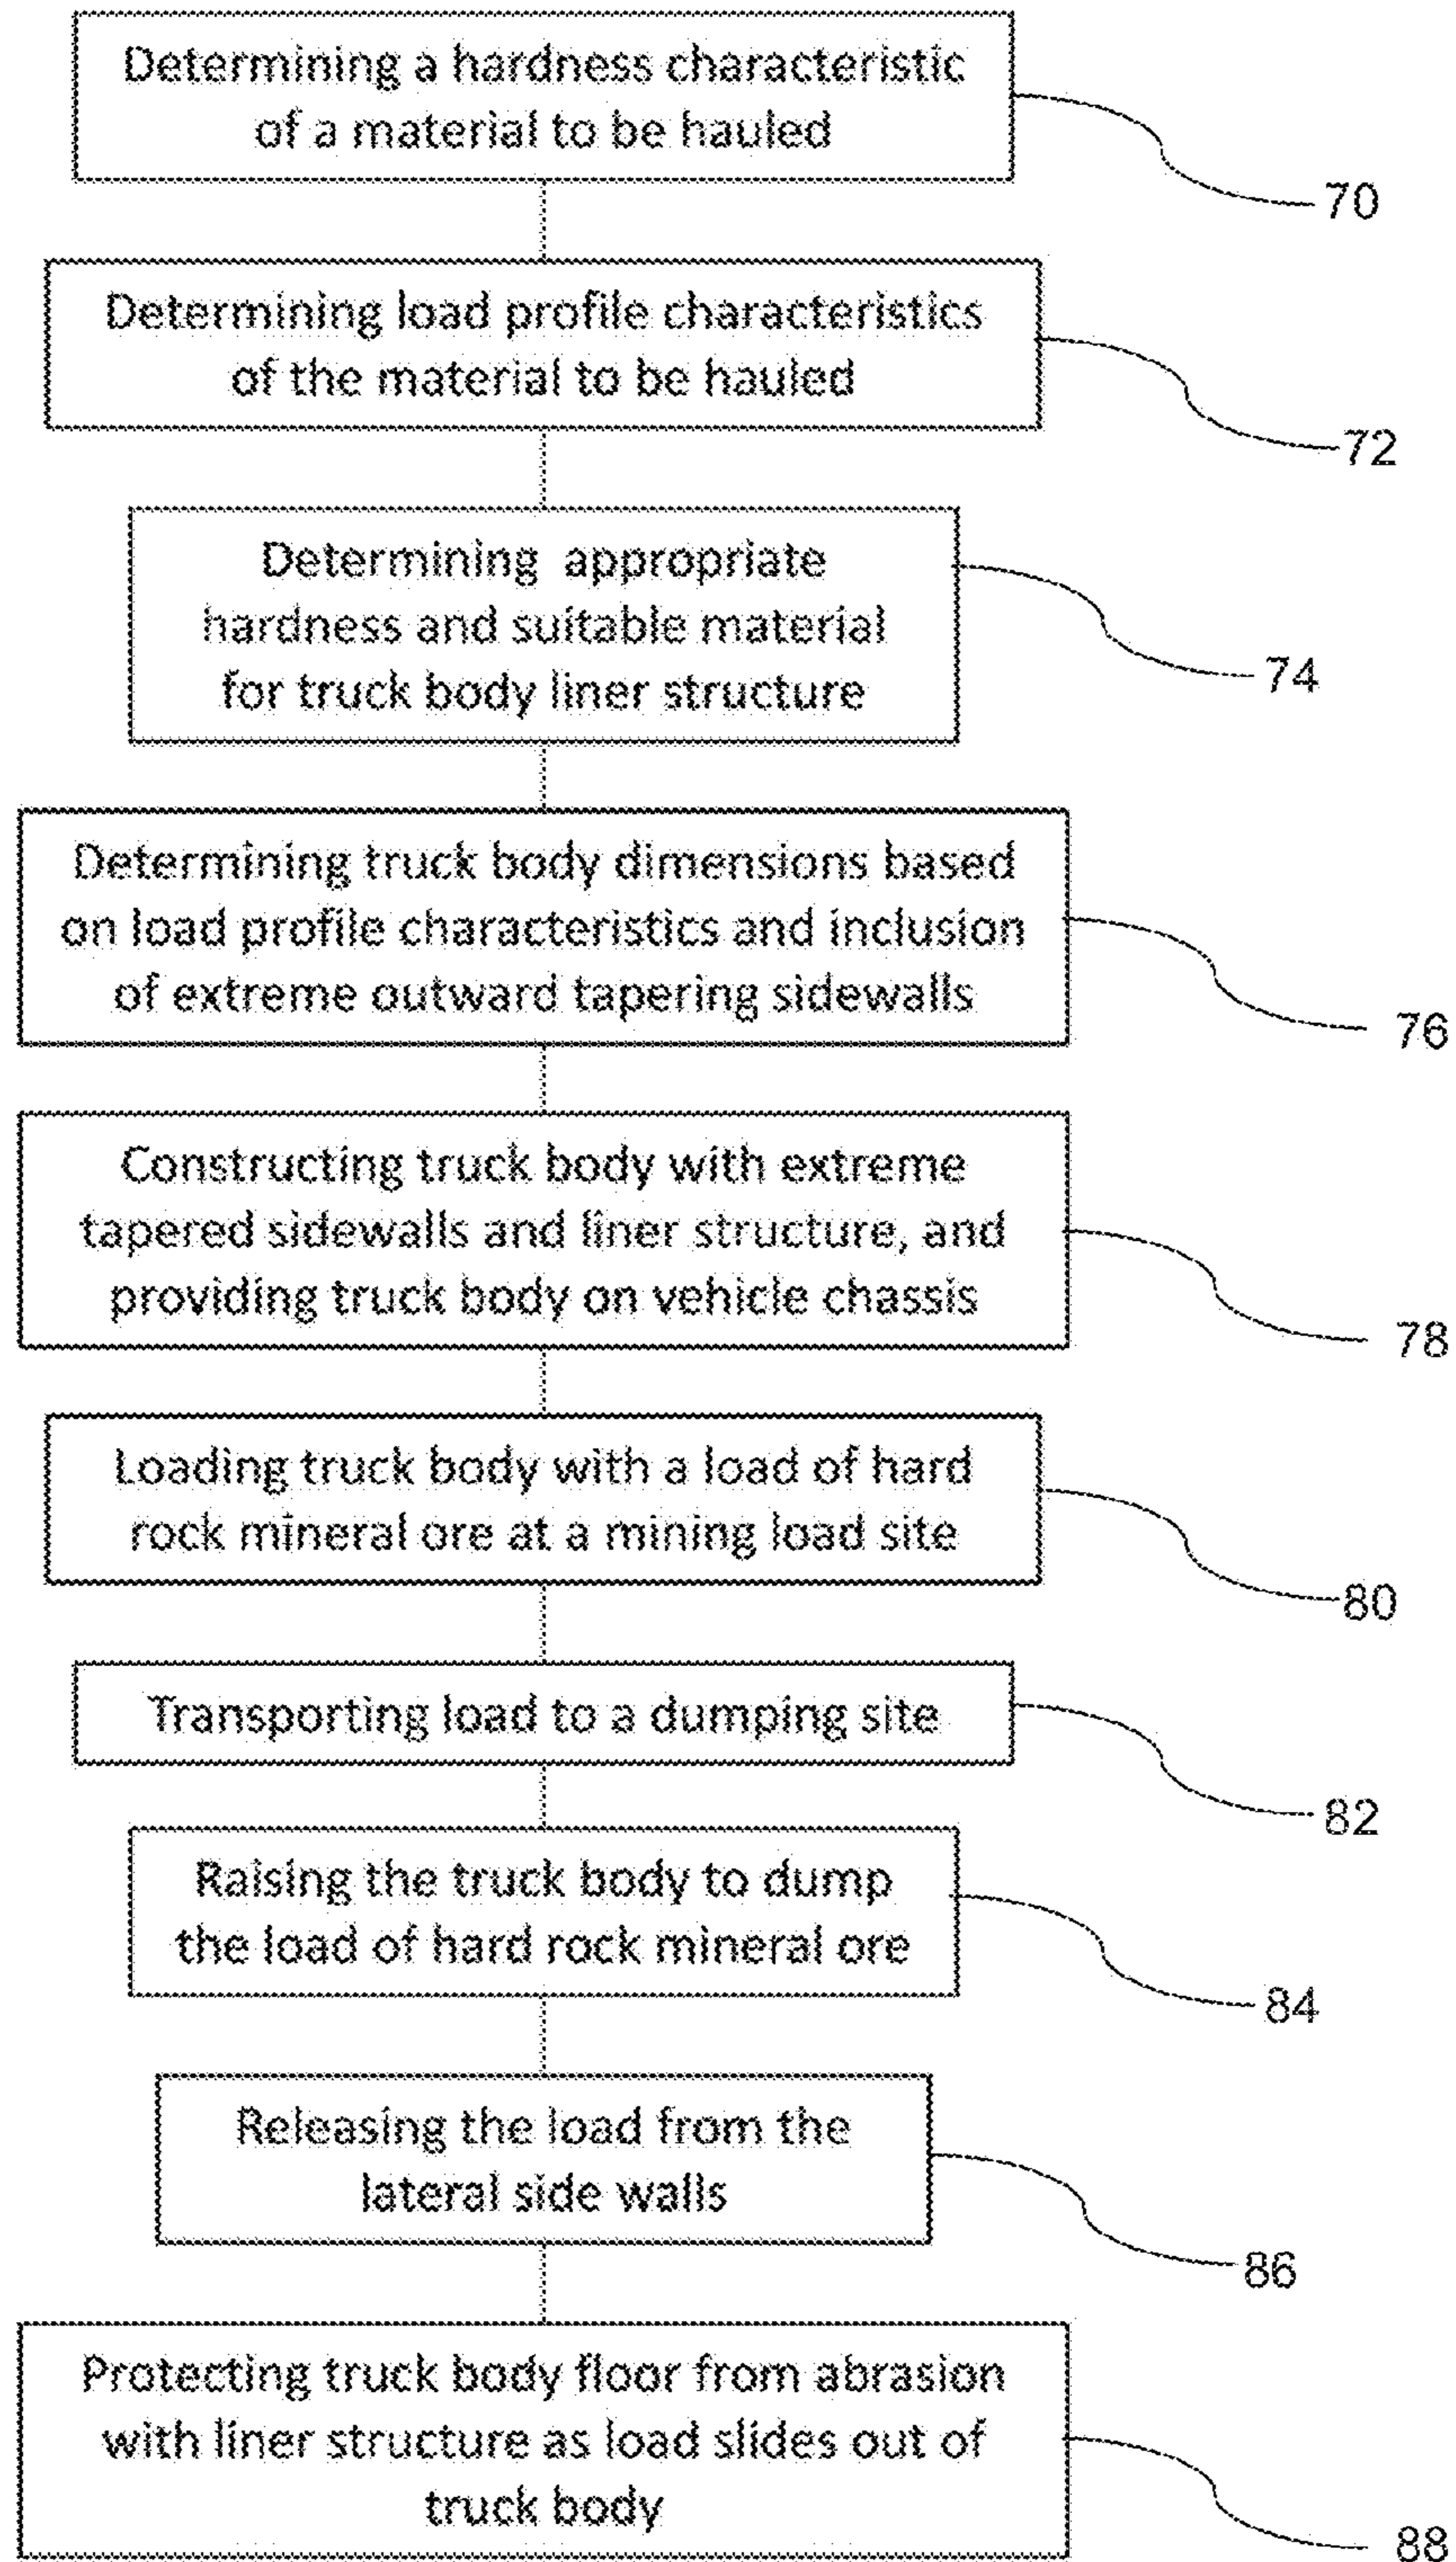 Determining a hardness characteristic
of a material to be hauled
70
Determining load profile characteristics
of the material to be hauled
72
Determining appropriate
hardness and suitable material
for truck body liner structure
74
Determining truck body dimensions based
on load profile characteristics and inclusion
of extreme outward tapering sidewalls
76
Constructing truck body with extreme
tapered sidewalls and liner structure, and
providing truck body on vehicle chassis
78
Loading truck body with a load of hard
rock mineral ore at a mining load site
80
Transporting load to a dumping site
82
Raising the truck body to dump
the load of hard rock mineral ore
84
Releasing the load from the
lateral side walls
86
Protecting truck body floor from abrasion
with liner structure as load slides out of
truck body
88